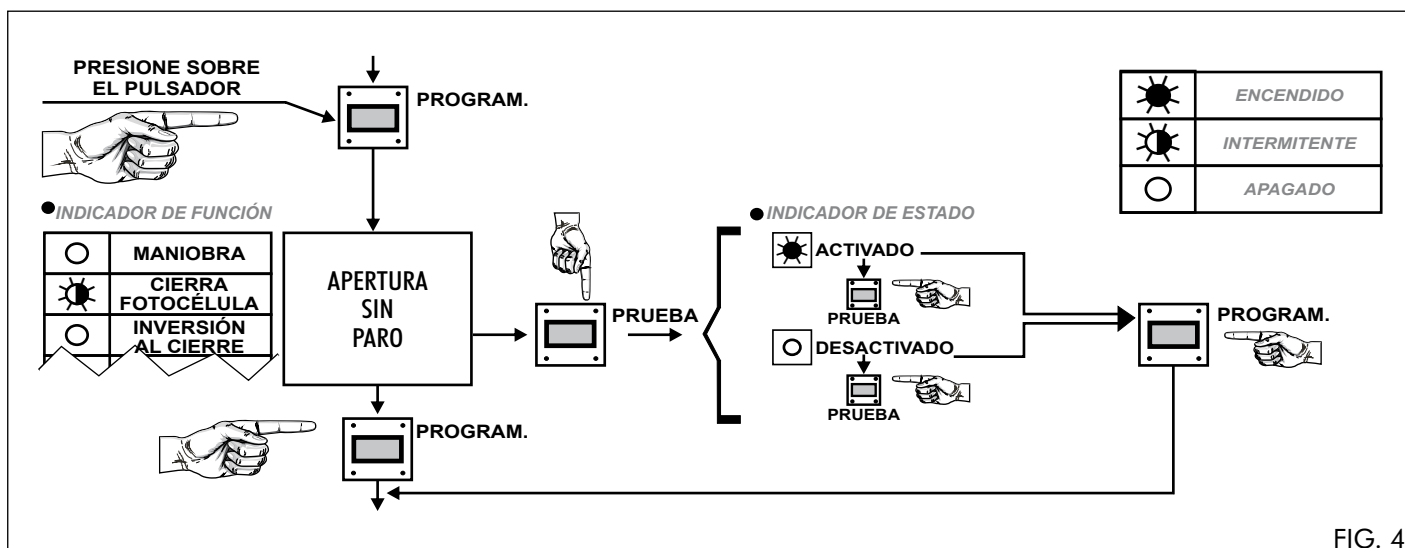 PRESIONE SOBRE
EL PULSADOR
PROGRAM.
ENCENDIDO
INTERMITENTE
APAGADO
INDICADOR DE FUNCIÓN
MANIOBRA
CIERRA
FOTOCÉLULA
INVERSIÓN
AL CIERRE
APERTURA
SIN
PARO
PRUEBA
INDICADOR DE ESTADO
ACTIVADO
PRUEBA
DESACTIVADO
PRUEBA
PROGRAM.
PROGRAM.
FIG. 4